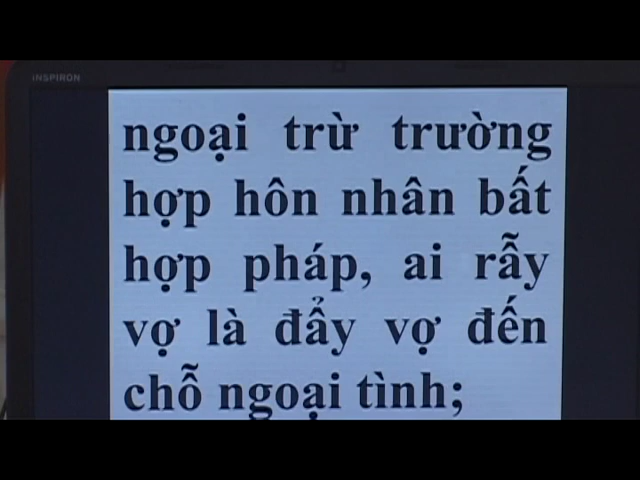 INSPIRON
ngoại trừ trường
hợp hôn nhân bất
hợp pháp, ai rẫy
vợ là đẩy vợ đến
chỗ ngoại tình;